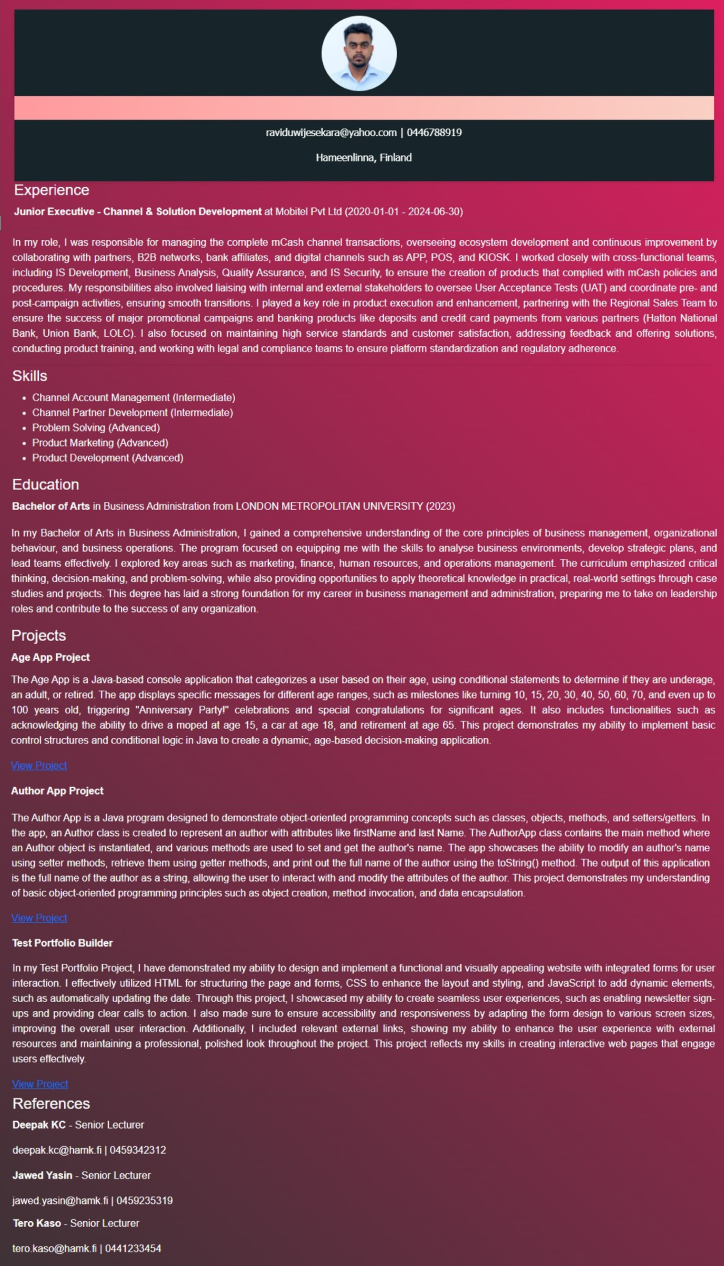 raviduwijesekara@yahoo.com | 0446788919
Hameenlinna, Finland
Experience
Junior Executive - Channel & Solution Development at Mobitel Pvt Ltd (2020-01-01 - 2024-06-30)
In my role, I was responsible for managing the complete mCash channel transactions, overseeing ecosystem development and continuous improvement by
collaborating with partners, B2B networks, bank affiliates, and digital channels such as APP, POS, and KIOSK. I worked closely with cross-functional teams,
including IS Development, Business Analysis, Quality Assurance, and IS Security, to ensure the creation of products that complied with mCash policies and
procedures. My responsibilities also involved liaising with internal and external stakeholders to oversee User Acceptance Tests (UAT) and coordinate pre- and
post-campaign activities, ensuring smooth transitions. I played a key role in product execution and enhancement, partnering with the Regional Sales Team to
ensure the success of major promotional campaigns and banking products like deposits and credit card payments from various partners (Hatton National
Bank, Union Bank, LOLC). I also focused on maintaining high service standards and customer satisfaction, addressing feedback and offering solutions,
conducting product training, and working with legal and compliance teams to ensure platform standardization and regulatory adherence.
Skills
• Channel Account Management (Intermediate)
• Channel Partner Development (Intermediate)
• Problem Solving (Advanced)
• Product Marketing (Advanced)
• Product Development (Advanced)
Education
Bachelor of Arts in Business Administration from LONDON METROPOLITAN UNIVERSITY (2023)
In my Bachelor of Arts in Business Administration, I gained a comprehensive understanding of the core principles of business management, organizational
behaviour, and business operations. The program focused on equipping me with the skills to analyse business environments, develop strategic plans, and
lead teams effectively. I explored key areas such as marketing, finance, human resources, and operations management. The curriculum emphasized critical
thinking, decision-making, and problem-solving, while also providing opportunities to apply theoretical knowledge in practical, real-world settings through case
studies and projects. This degree has laid a strong foundation for my career in business management and administration, preparing me to take on leadership
roles and contribute to the success of any organization.
Projects
Age App Project
The Age App is a Java-based console application that categorizes a user based on their age, using conditional statements to determine if they are underage,
an adult, or retired. The app displays specific messages for different age ranges, such as milestones like turning 10, 15, 20, 30, 40, 50, 60, 70, and even up to
100 years old, triggering "Anniversary Party!" celebrations and special congratulations for significant ages. It also includes functionalities such as
acknowledging the ability to drive a moped at age 15, a car at age 18, and retirement at age 65. This project demonstrates my ability to implement basic
control structures and conditional logic in Java to create a dynamic, age-based decision-making application.
View Project
Author App Project
The Author App is a Java program designed to demonstrate object-oriented programming concepts such as classes, objects, methods, and setters/getters. In
the app, an Author class is created to represent an author with attributes like firstName and last Name. The AuthorApp class contains the main method where
an Author object is instantiated, and various methods are used to set and get the author's name. The app showcases the ability to modify an author's name
using setter methods, retrieve them using getter methods, and print out the full name of the author using the toString() method. The output of this application
is the full name of the author as a string, allowing the user to interact with and modify the attributes of the author. This project demonstrates my understanding
of basic object-oriented programming principles such as object creation, method invocation, and data encapsulation.
View Project
Test Portfolio Builder
In my Test Portfolio Project, I have demonstrated my ability to design and implement a functional and visually appealing website with integrated forms for user
interaction. I effectively utilized HTML for structuring the page and forms, CSS to enhance the layout and styling, and JavaScript to add dynamic elements,
such as automatically updating the date. Through this project, I showcased my ability to create seamless user experiences, such as enabling newsletter sign-
ups and providing clear calls to action. I also made sure to ensure accessibility and responsiveness by adapting the form design to various screen sizes,
improving the overall user interaction. Additionally, I included relevant external links, showing my ability to enhance the user experience with external
resources and maintaining a professional, polished look throughout the project. This project reflects my skills in creating interactive web pages that engage
users effectively.
View Project
References
Deepak KC - Senior Lecturer
deepak.kc@hamk.fi | 0459342312
Jawed Yasin - Senior Lecturer
jawed.yasin@hamk.fi | 0459235319
Tero Kaso - Senior Lecturer
tero.kaso@hamk.fi | 0441233454